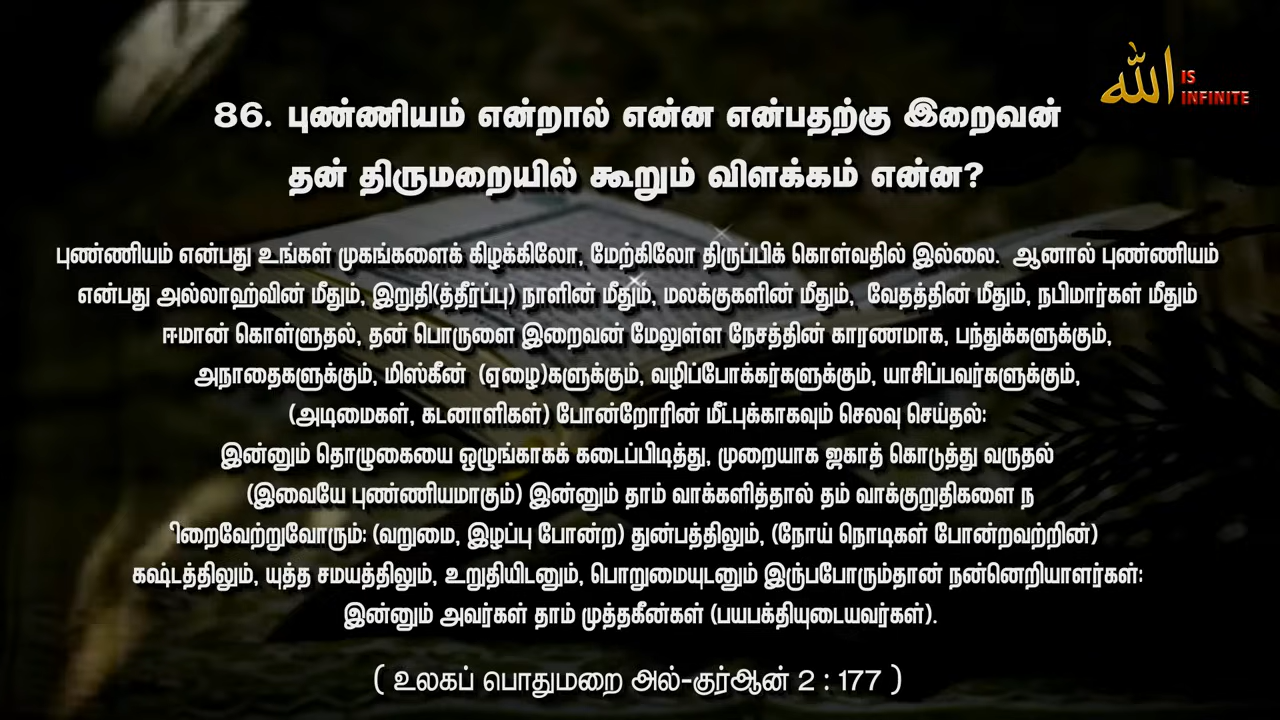 الله IS INFINITE
86. புண்ணியம் என்றால் என்ன என்பதற்கு இறைவன்
தன் திருமறையில் கூறும் விளக்கம் என்ன?
புண்ணியம் என்பது உங்கள் முகங்களைக் கிழக்கிலோ, மேற்கிலோ திருப்பிக் கொள்வதில் இல்லை. ஆனால் புண்ணியம்
என்பது அல்லாஹ்வின் மீதும், இறுதி(த்தீர்ப்பு) நாளின் மீதும், மலக்குகளின் மீதும், வேதத்தின் மீதும், நபிமார்கள் மீதும்
ஈமான் கொள்ளுதல், தன் பொருளை இறைவன் மேலுள்ள நேசத்தின் காரணமாக, பந்துக்களுக்கும்,
அநாதைகளுக்கும், மிஸ்கீன் (ஏழை)களுக்கும், வழிப்போக்கர்களுக்கும், யாசிப்பவர்களுக்கும்,
(அடிமைகள், கடனாளிகள்) போன்றோரின் மீட்புக்காகவும் செலவு செய்தல்:
இன்னும் தொழுகையை ஒழுங்காகக் கடைப்பிடித்து, முறையாக ஜகாத் கொடுத்து வருதல்
(இவையே புண்ணியமாகும்) இன்னும் தாம் வாக்களித்தால் தம் வாக்குறுதிகளை ந
ிறைவேற்றுவோரும்: (வறுமை, இழப்பு போன்ற) துன்பத்திலும், (நோய் நொடிகள் போன்றவற்றின்)
கஷ்டத்திலும், யுத்த சமயத்திலும், உறுதியிடனும், பொறுமையுடனும் இருப்போரும்தான் நன்னெறியாளர்கள்:
இன்னும் அவர்கள் தாம் முத்தகீன்கள் (பயபக்தியுடையவர்கள்).
( உலகப் பொதுமறை அல்-குர்ஆன் 2 : 177 )